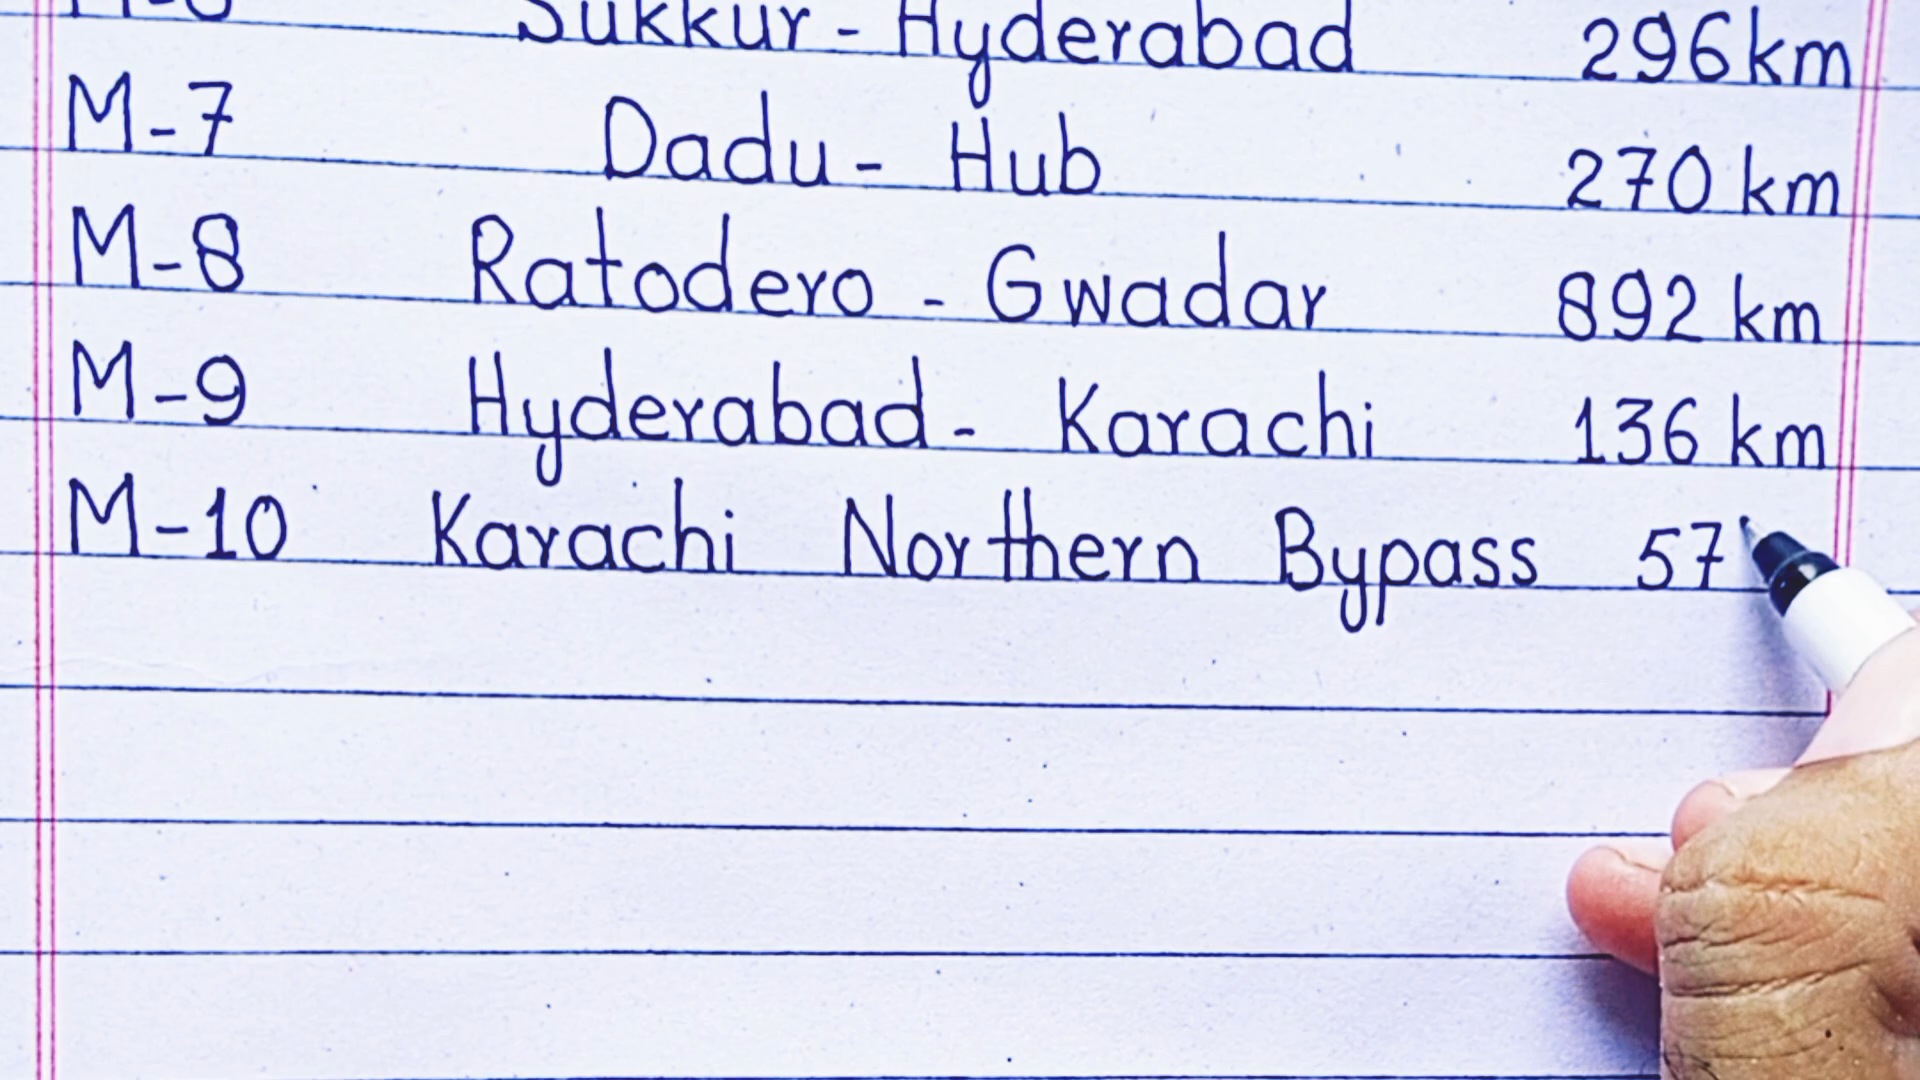 Sukkur - Hyderabad 296 km
M-7 Dadu - Hub 270 km
M-8 Ratodero - Gwadar 892 km
M-9 Hyderabad - Karachi 136 km
M-10 Karachi Northern Bypass 57